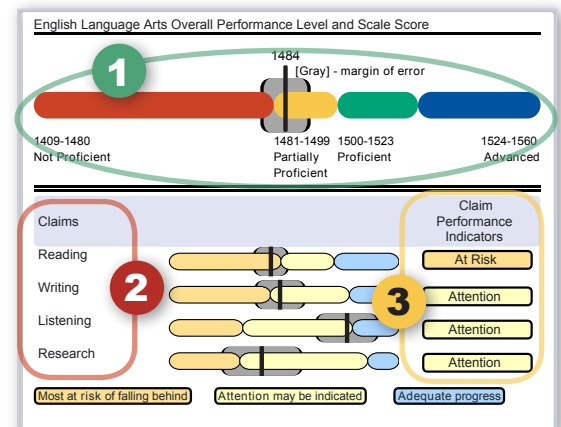 English Language Arts Overall Performance Level and Scale Score
1484
1
[Gray] - margin of error
1409-1480
Not Proficient
1481-1499
Partially
Proficient
1500-1523
Proficient
1524-1560
Advanced
Claims
Claim
Performance
Indicators
Reading
At Risk
Writing
2
3
Attention
Listening
Attention
Research
Attention
Most at risk of falling behind
Attention may be indicated
Adequate progress